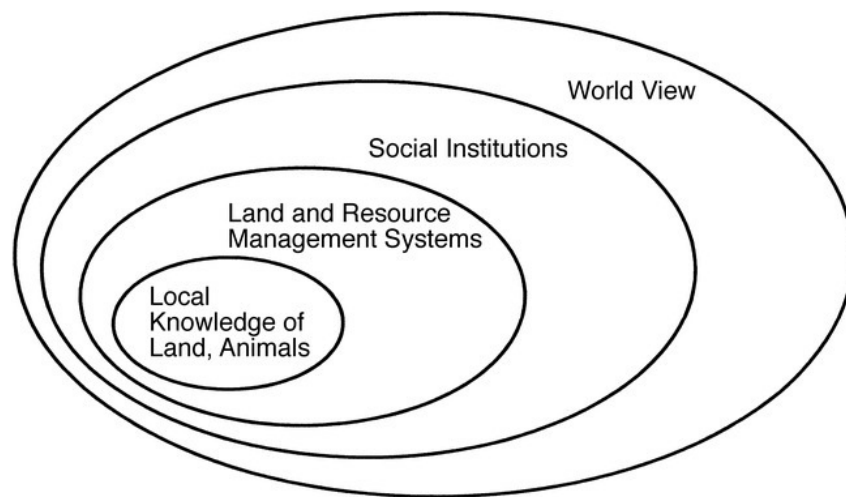 World View
Social Institutions
Land and Resource
Management Systems
Local
Knowledge of
Land, Animals